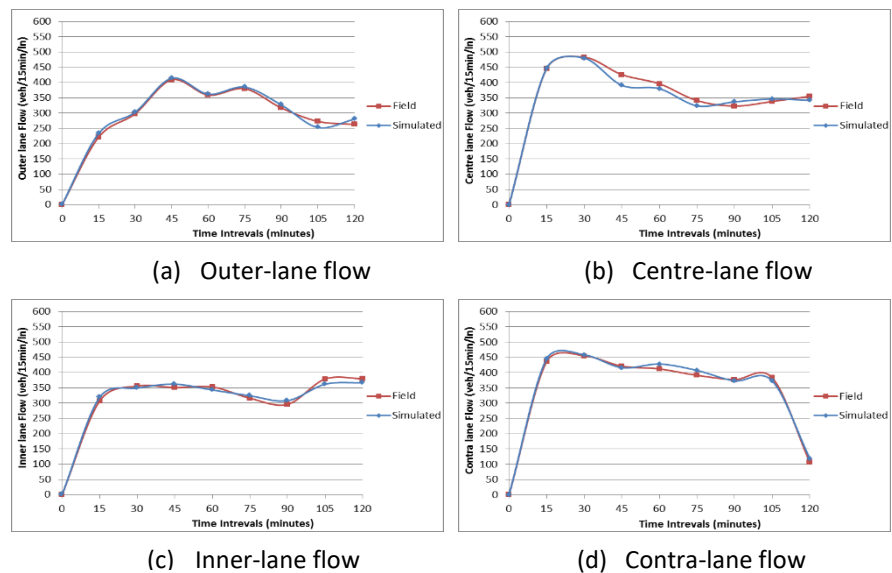 600
550
500
450
400
350
300
250
200
150
100
50
0
Outer lane Flow (veh/15min/ln)
0 15 30 45 60 75 90 105 120
Time Intrevals (minutes)
Field
Simulated
(a) Outer-lane flow
600
550
500
450
400
350
300
250
200
150
100
50
0
Centre lane Flow (veh/15min/ln)
0 15 30 45 60 75 90 105 120
Time Intrevals (minutes)
Field
Simulated
(b) Centre-lane flow
600
550
500
450
400
350
300
250
200
150
100
50
0
Inner lane Flow (veh/15min/ln)
0 15 30 45 60 75 90 105 120
Time Intrevals (minutes)
Field
Simulated
(c) Inner-lane flow
600
550
500
450
400
350
300
250
200
150
100
50
0
Contra lane Flow (veh/15min/ln)
0 15 30 45 60 75 90 105 120
Time Intrevals (minutes)
Field
Simulated
(d) Contra-lane flow